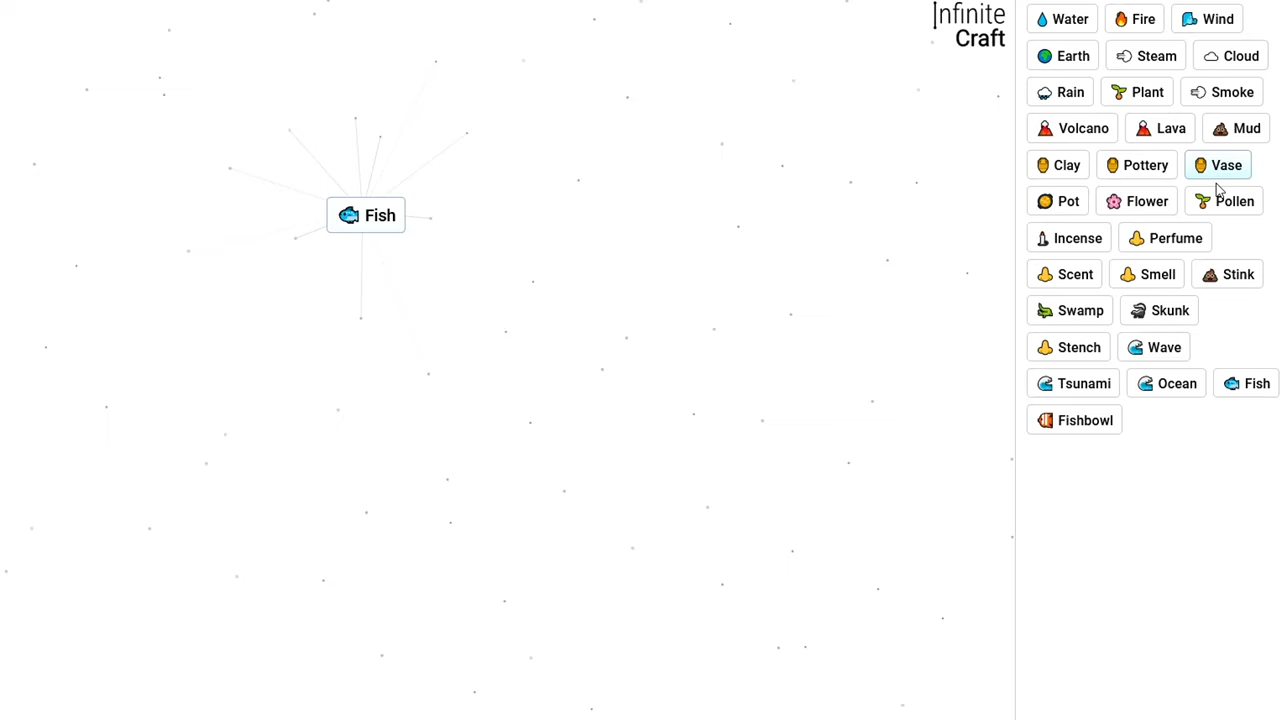 Infinite
Craft
Water Fire Wind
Earth Steam Cloud
Rain Plant Smoke
Volcano Lava Mud
Clay Pottery Vase
Fish
Pot Flower Pollen
Incense Perfume
Scent Smell Stink
Swamp Skunk
Stench Wave
Tsunami Ocean Fish
Fishbowl